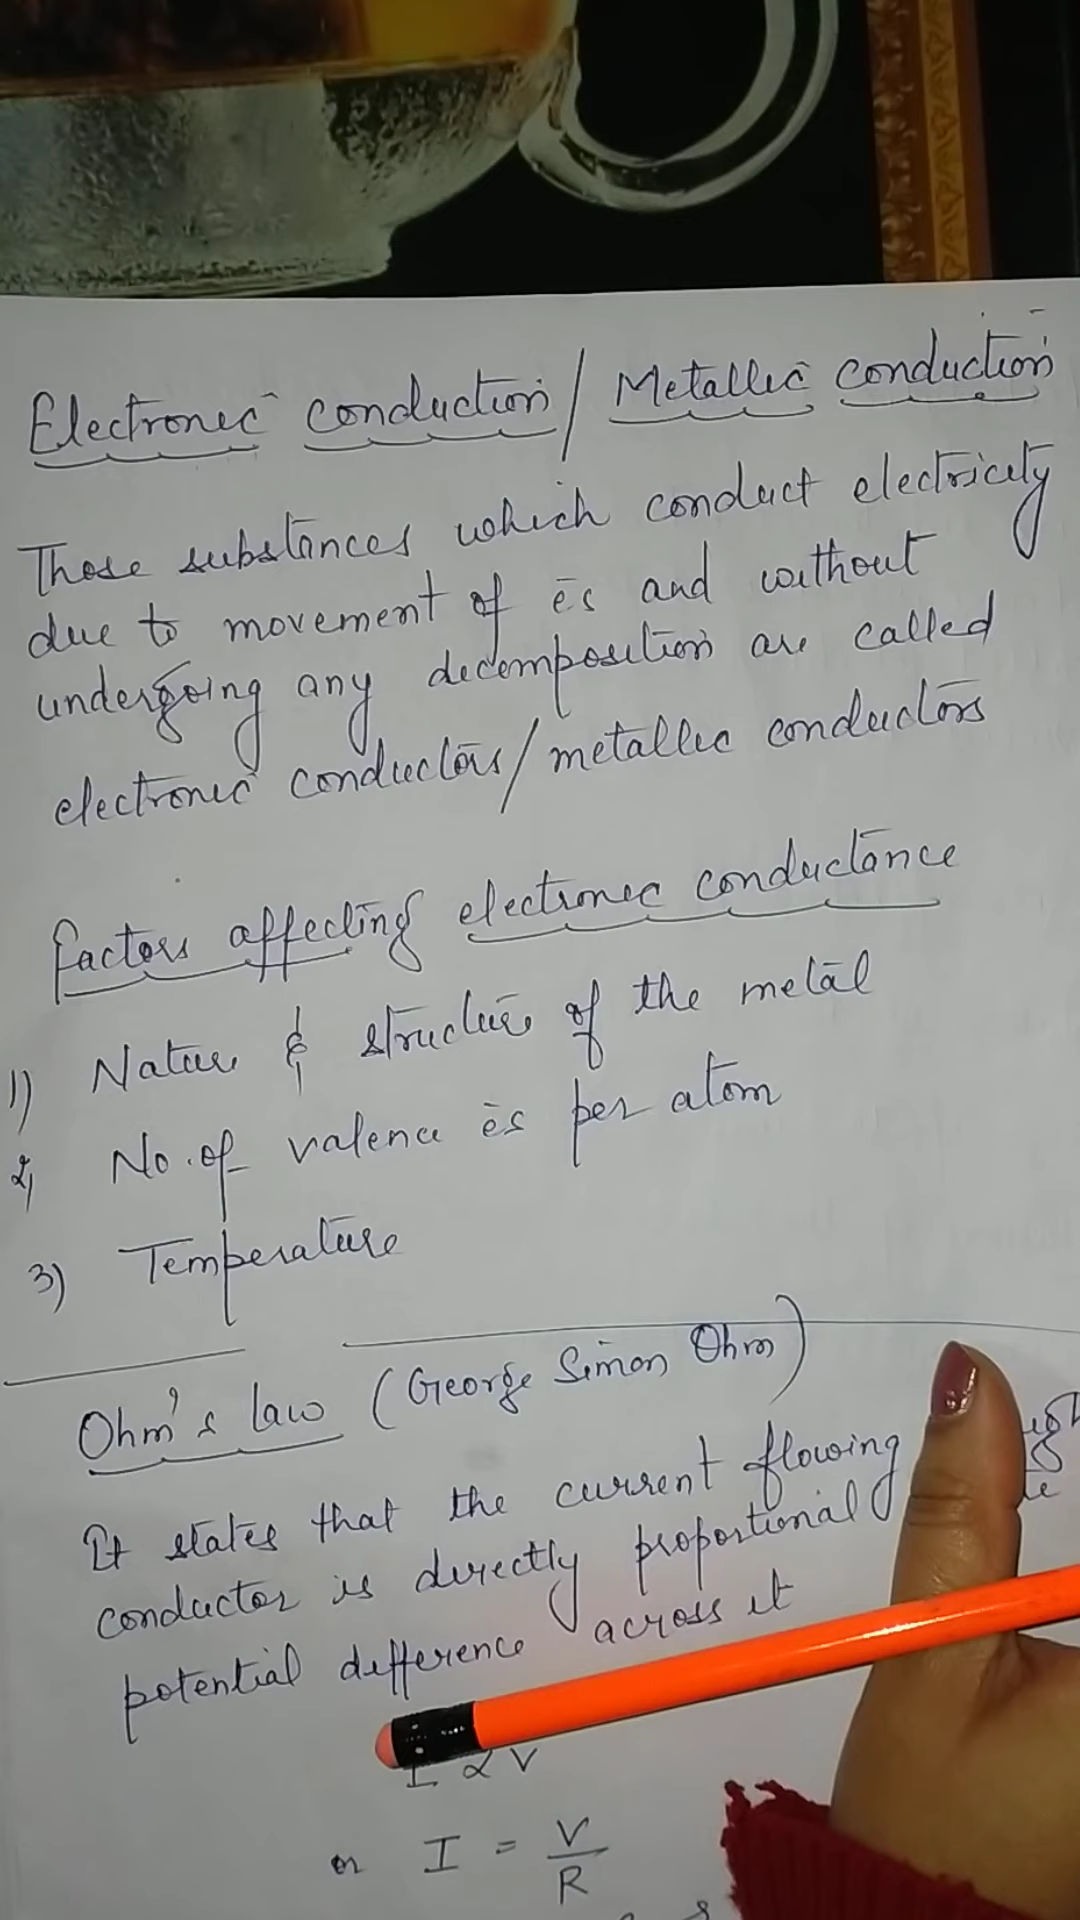 Electronic conduction / Metallic conduction
Those substances which conduct electricity
due to movement of ēs and without
undergoing any decomposition are called
electronic conductors/metallic conductors
factors affecting electronic conductance
1) Nature & structure of the metal
2) No. of valence ēs per atom
3) Temperature
Ohm's law (George Simon Ohm)
It states that the current flowing
conductor is directly proportional
potential difference across it
I ∝ V
or I = V/R